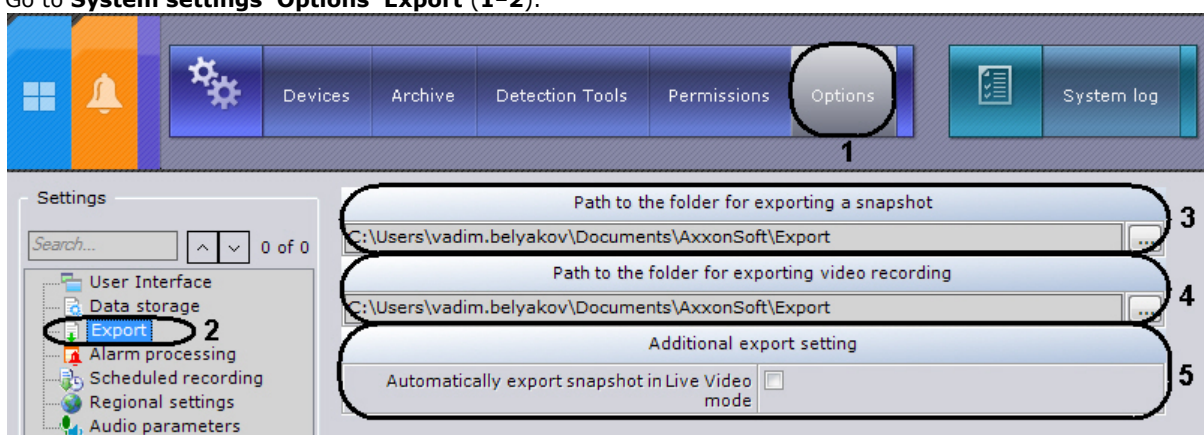 Go to System settings Options Export (1–2).
Devices Archive Detection Tools Permissions Options System log
1
Settings
Search... 0 of 0
User Interface
Data storage
Export 2
Alarm processing
Scheduled recording
Regional settings
Audio parameters
Path to the folder for exporting a snapshot
C:\Users\vadim.belyakov\Documents\AxxonSoft\Export ... 3
Path to the folder for exporting video recording
C:\Users\vadim.belyakov\Documents\AxxonSoft\Export ... 4
Additional export setting
Automatically export snapshot in Live Video
mode
5